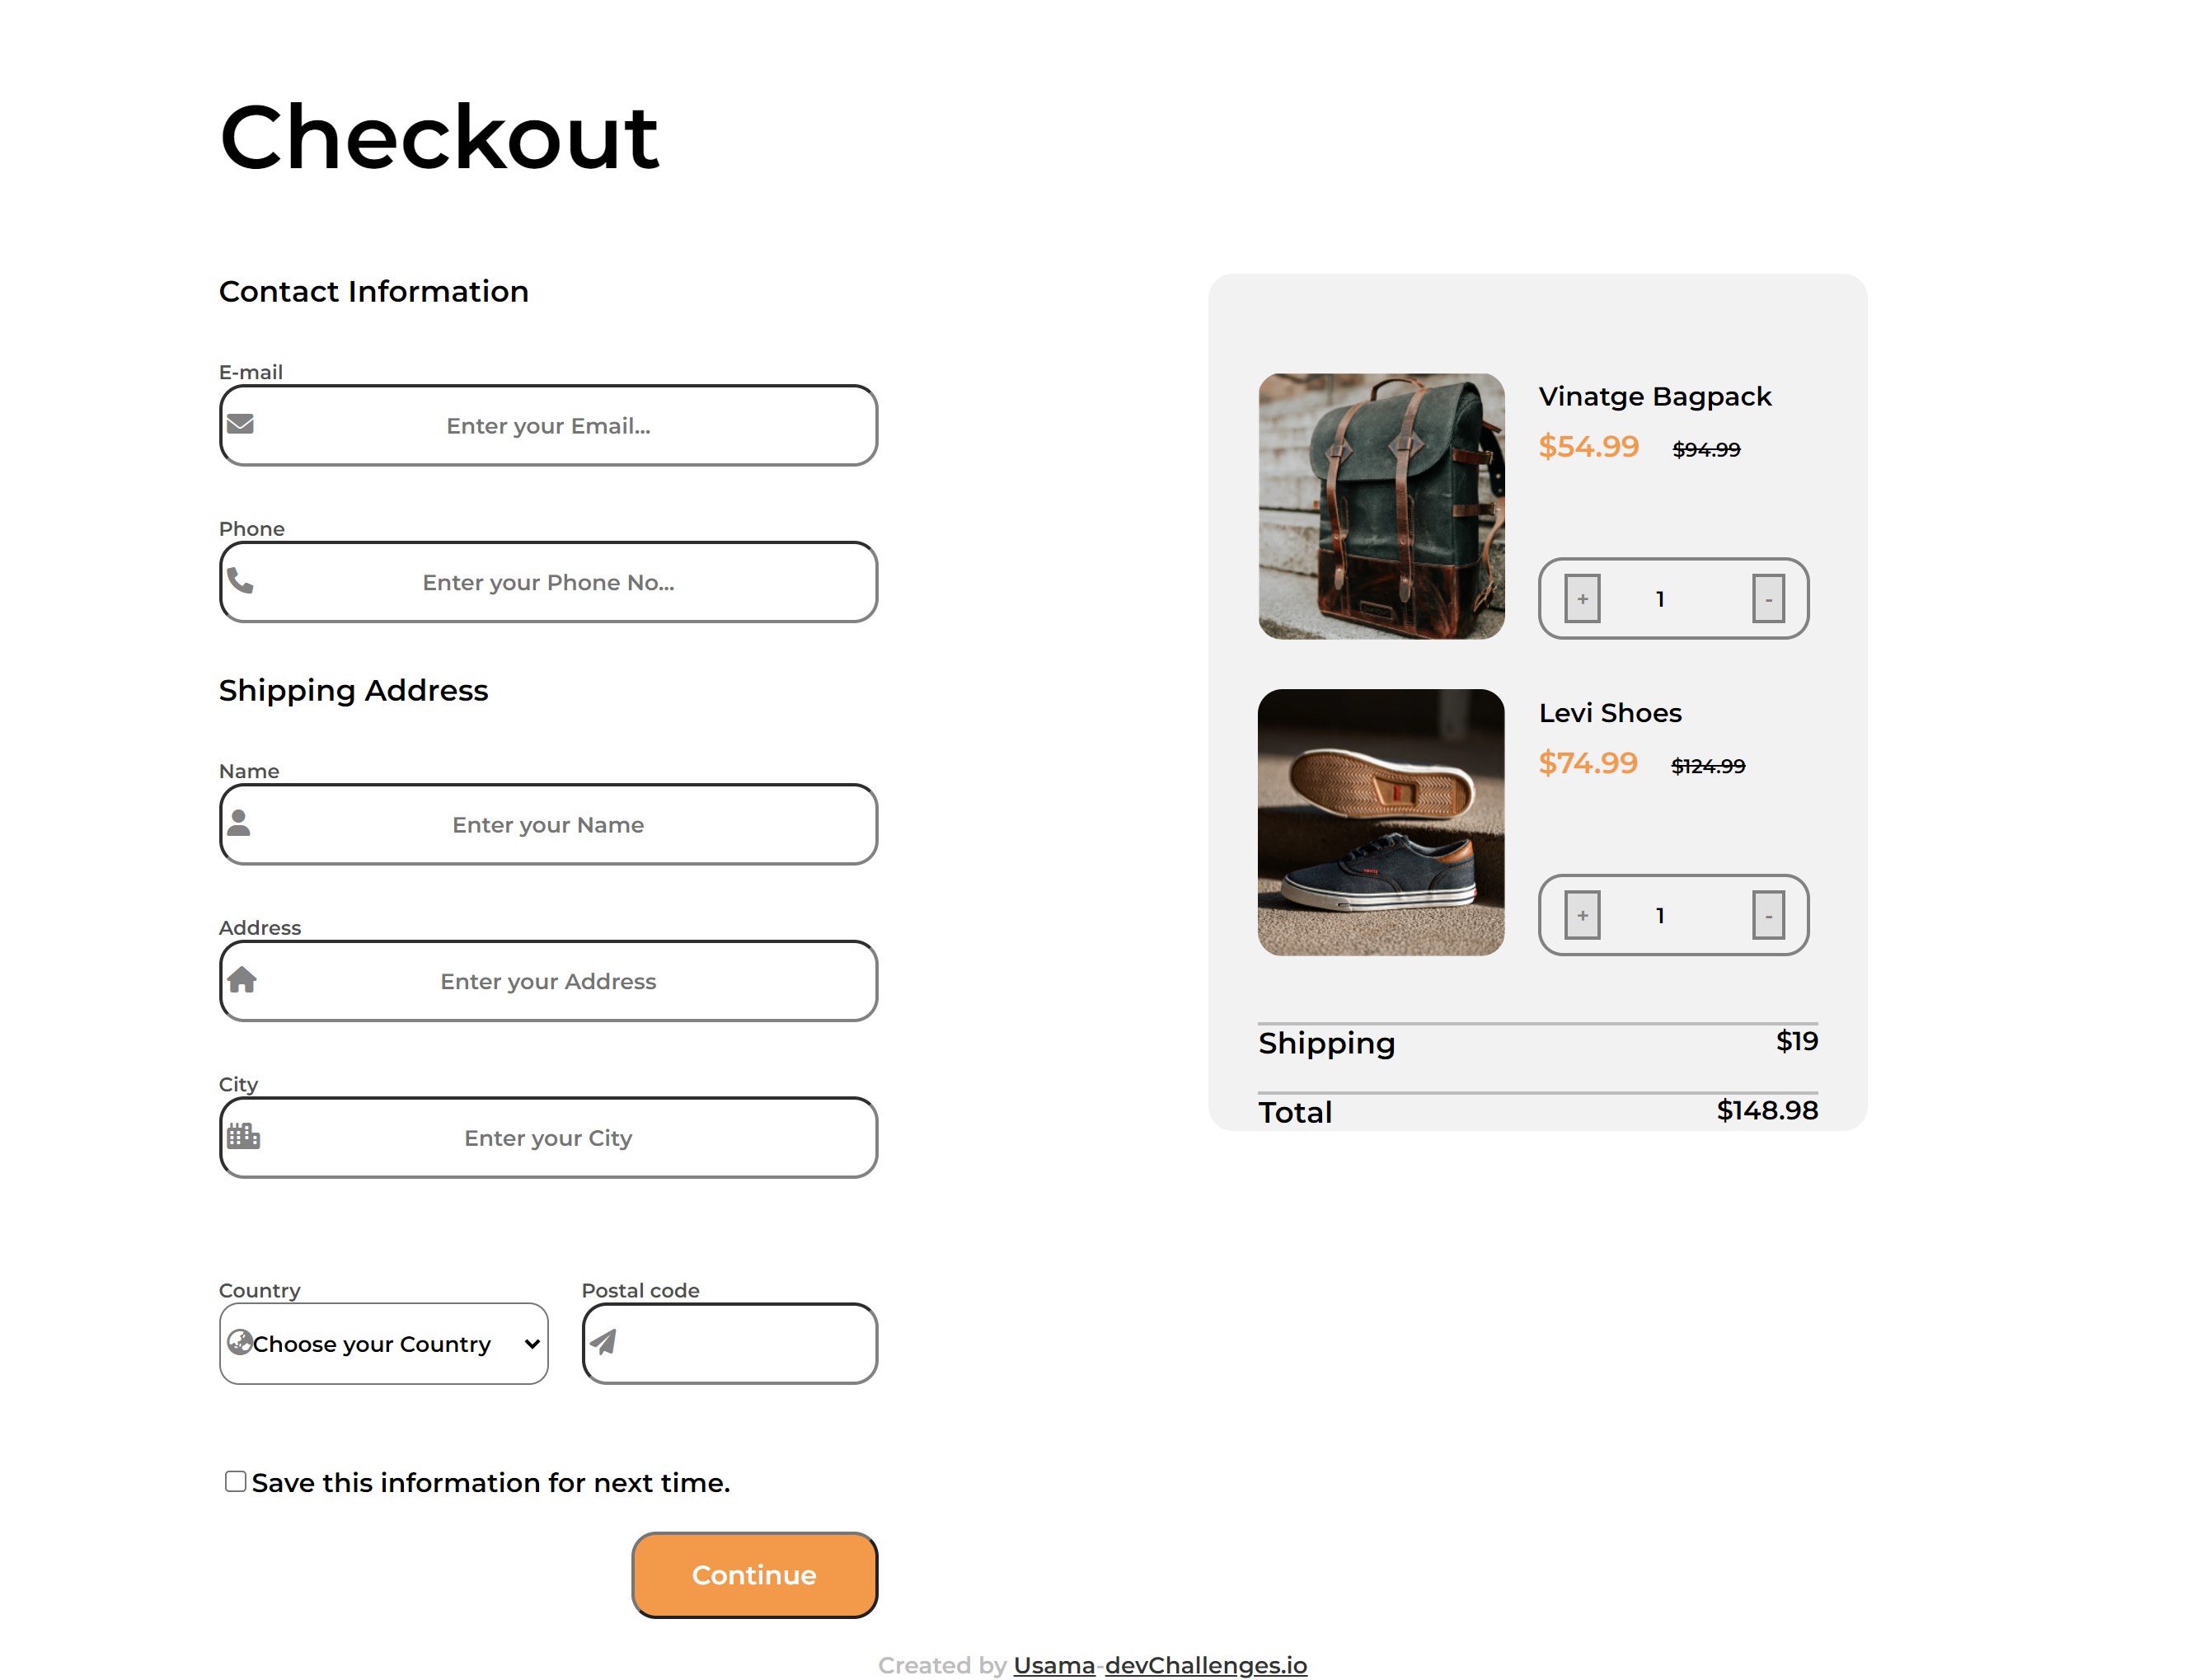 Checkout
Contact Information
E-mail
Enter your Email...
Phone
Enter your Phone No...
Shipping Address
Name
Enter your Name
Address
Enter your Address
City
Enter your City
Country
Postal code
Choose your Country
Save this information for next time.
Continue
Vinatge Bagpack
$54.99 $94.99
+ 1 -
Levi Shoes
$74.99 $124.99
+ 1 -
Shipping $19
Total $148.98
Created by Usama-devChallenges.io